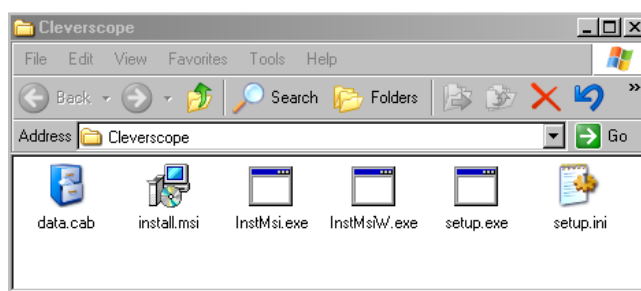 Cleverscope
File Edit View Favorites Tools Help
Back Search Folders »
Address Cleverscope Go
data.cab install.msi InstMsi.exe InstMsiW.exe setup.exe setup.ini